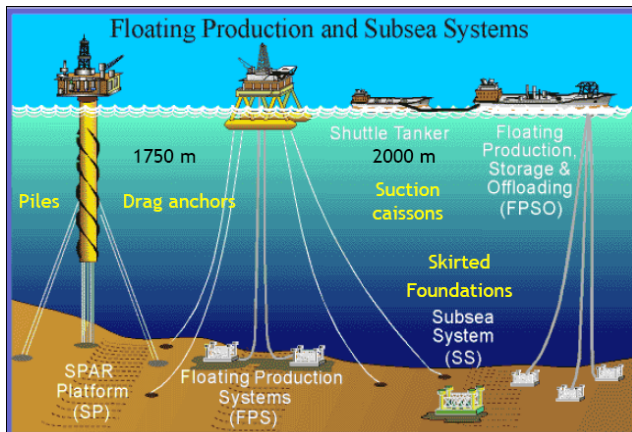 Floating Production and Subsea Systems
Shuttle Tanker
Floating
Production,
Storage &
Offloading
(FPSO)
1750 m
2000 m
Piles
Drag anchors
Suction
caissons
Skirted
Foundations
Subsea
System
(SS)
SPAR
Platform
(SP)
Floating Production
Systems
(FPS)